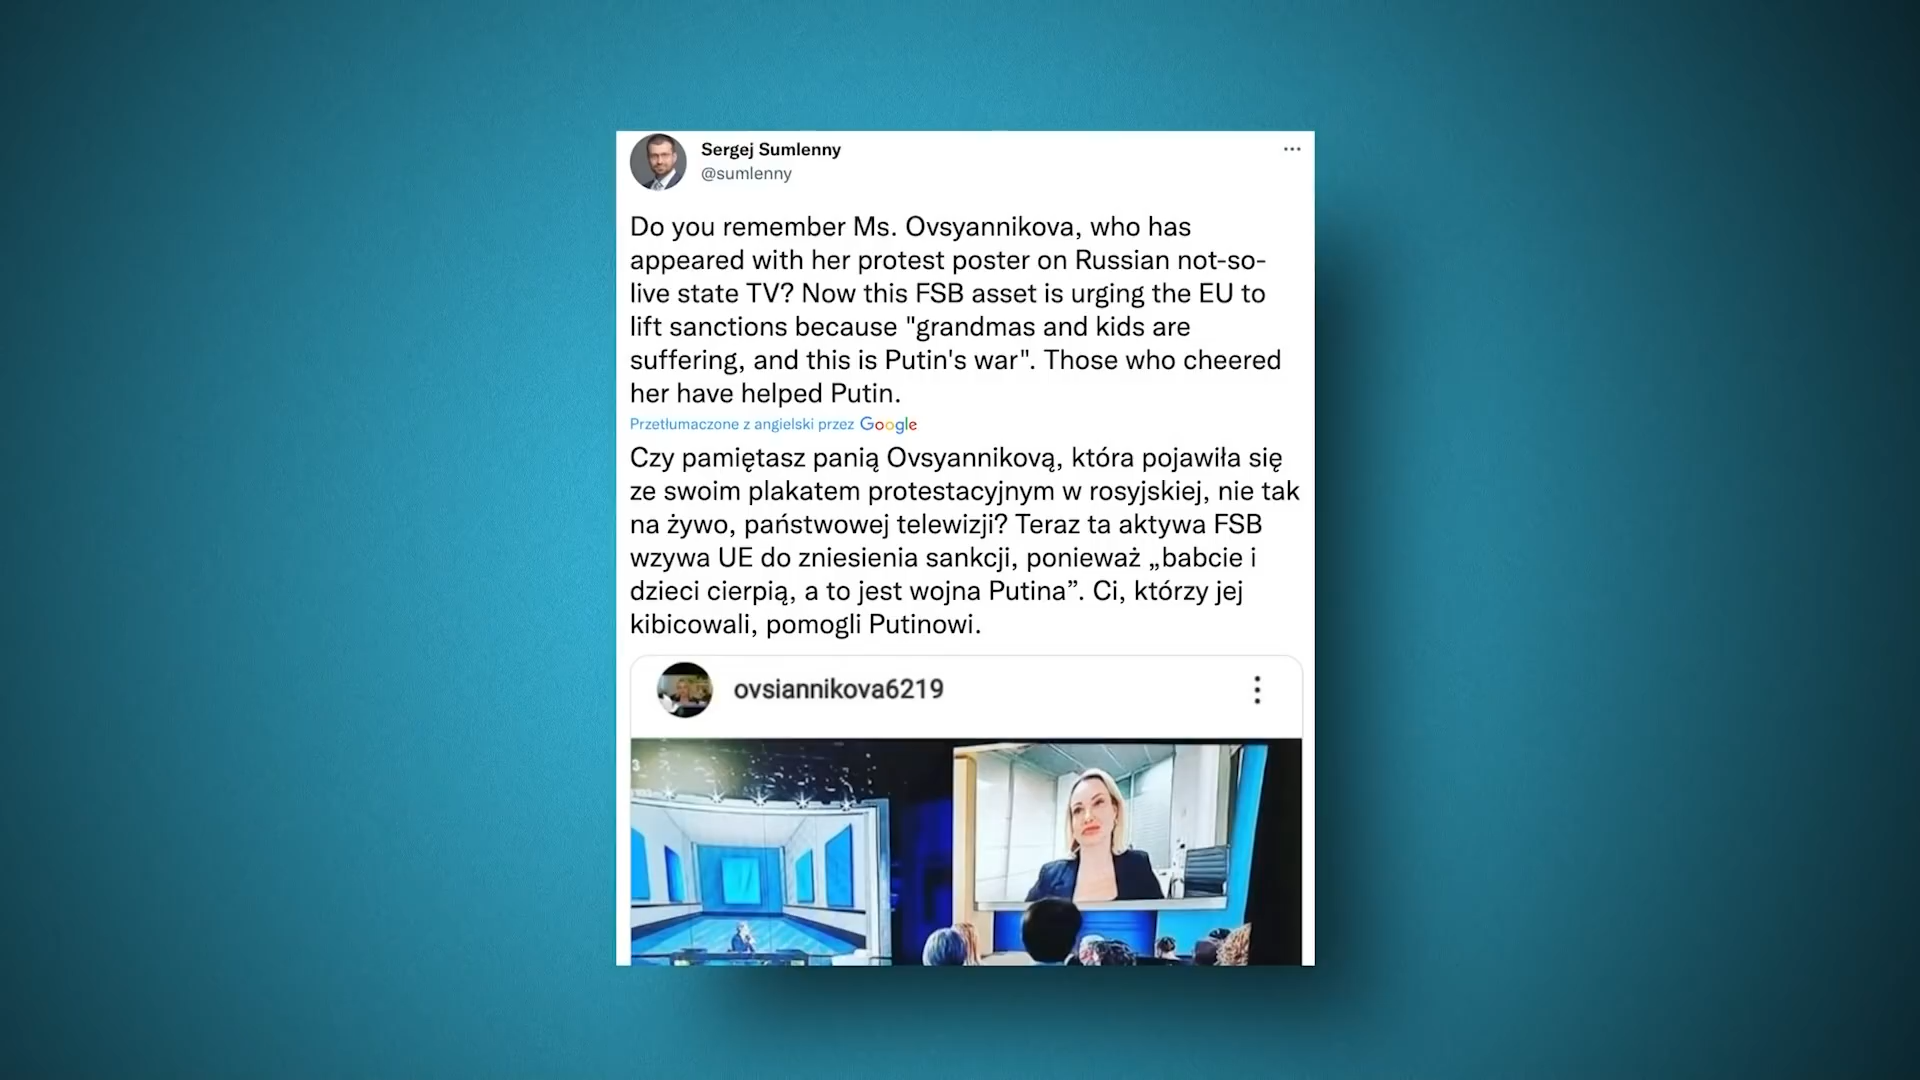 Sergej Sumlenny
@sumlenny
Do you remember Ms. Ovsyannikova, who has
appeared with her protest poster on Russian not-so-
live state TV? Now this FSB asset is urging the EU to
lift sanctions because "grandmas and kids are
suffering, and this is Putin's war". Those who cheered
her have helped Putin.
Przetłumaczone z angielski przez Google
Czy pamiętasz panią Ovsyannikovą, która pojawiła się
ze swoim plakatem protestacyjnym w rosyjskiej, nie tak
na żywo, państwowej telewizji? Teraz ta aktywa FSB
wzywa UE do zniesienia sankcji, ponieważ „babcie i
dzieci cierpią, a to jest wojna Putina”. Ci, którzy jej
kibicowali, pomogli Putinowi.
ovsiannikova6219